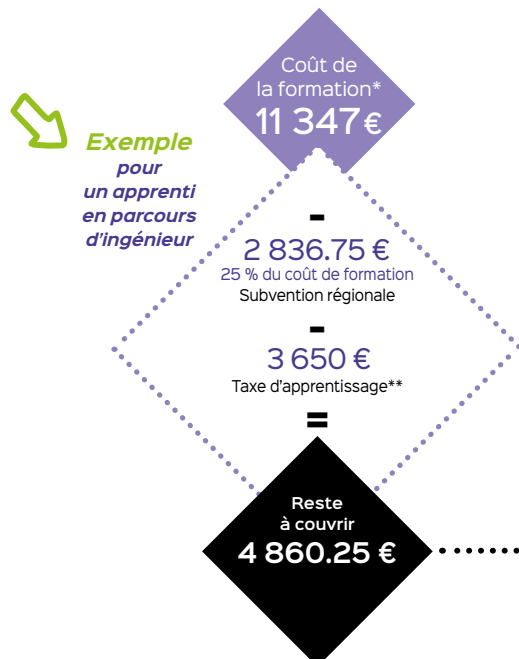 Coût de
la formation*
11 347 €
Exemple
pour
un apprenti
en parcours
d'ingénieur
-
2 836.75 €
25 % du coût de formation
Subvention régionale
-
3 650 €
Taxe d'apprentissage**
=
Reste
à couvrir
4 860.25 €